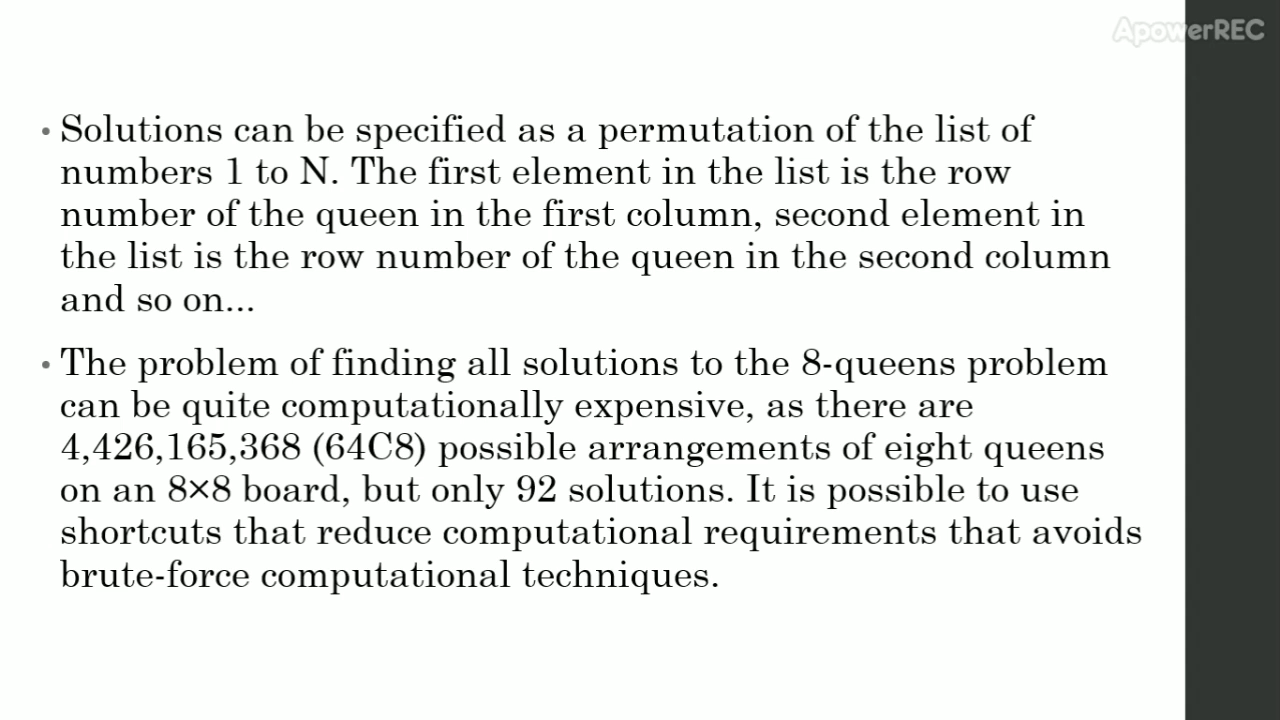 ApowerREC
• Solutions can be specified as a permutation of the list of
numbers 1 to N. The first element in the list is the row
number of the queen in the first column, second element in
the list is the row number of the queen in the second column
and so on...
• The problem of finding all solutions to the 8-queens problem
can be quite computationally expensive, as there are
4,426,165,368 (64C8) possible arrangements of eight queens
on an 8×8 board, but only 92 solutions. It is possible to use
shortcuts that reduce computational requirements that avoids
brute-force computational techniques.